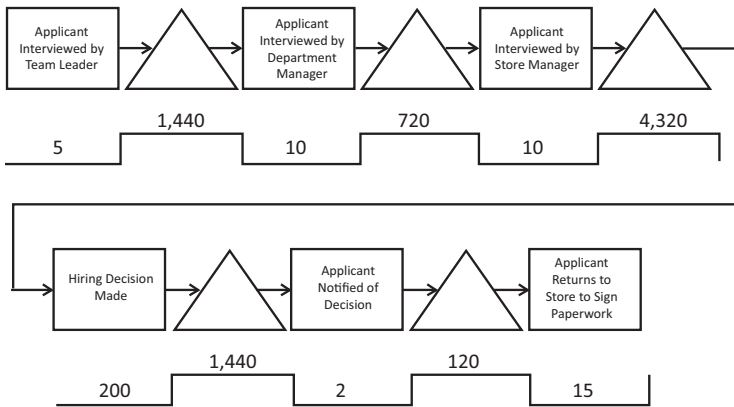 Applicant
Interviewed by
Team Leader
Applicant
Interviewed by
Department
Manager
Applicant
Interviewed by
Store Manager
5
1,440
10
720
10
4,320
Hiring Decision
Made
Applicant
Notified of
Decision
Applicant
Returns to
Store to Sign
Paperwork
200
1,440
2
120
15